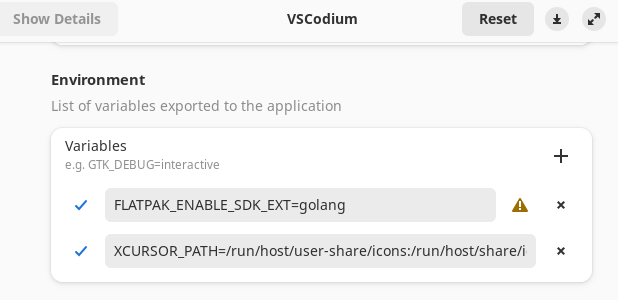 Show Details
VSCodium
Reset
Environment
List of variables exported to the application
Variables
e.g. GTK_DEBUG=interactive
FLATPAK_ENABLE_SDK_EXT=golang
XCURSOR_PATH=/run/host/user-share/icons:/run/host/share/i